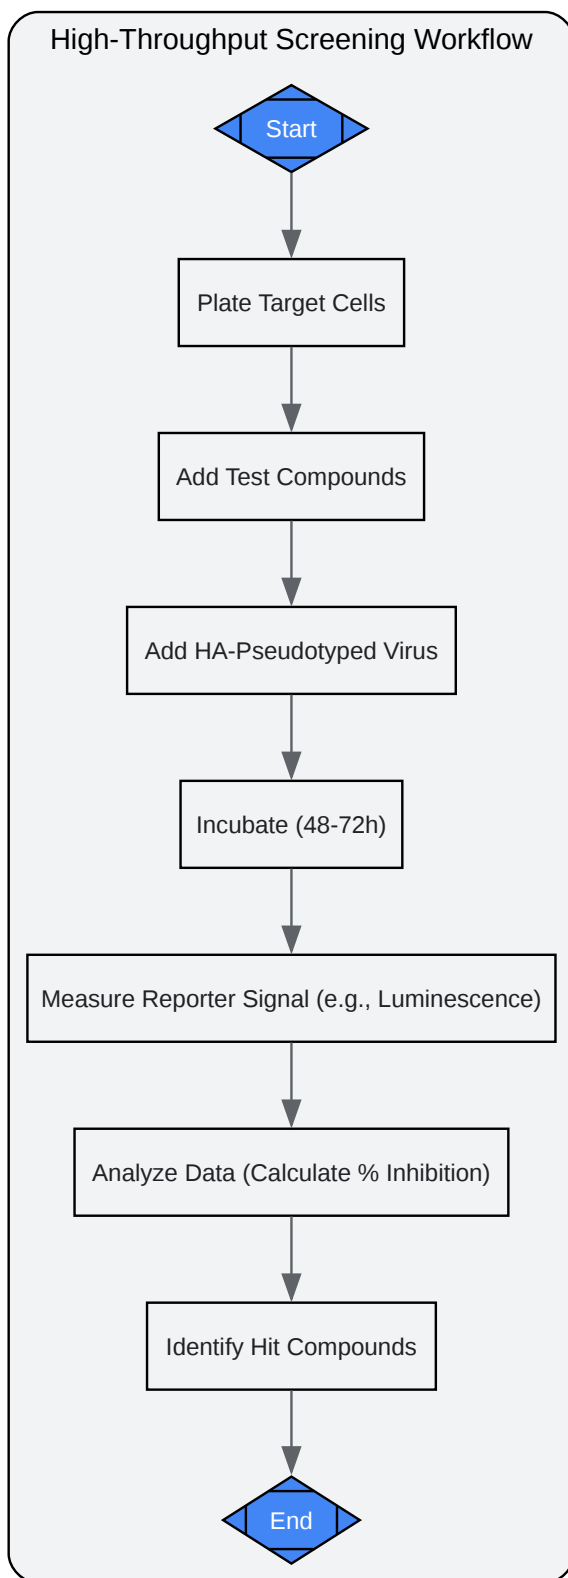 High-Throughput Screening Workflow
Start
Plate Target Cells
Add Test Compounds
Add HA-Pseudotyped Virus
Incubate (48-72h)
Measure Reporter Signal (e.g., Luminescence)
Analyze Data (Calculate % Inhibition)
Identify Hit Compounds
End